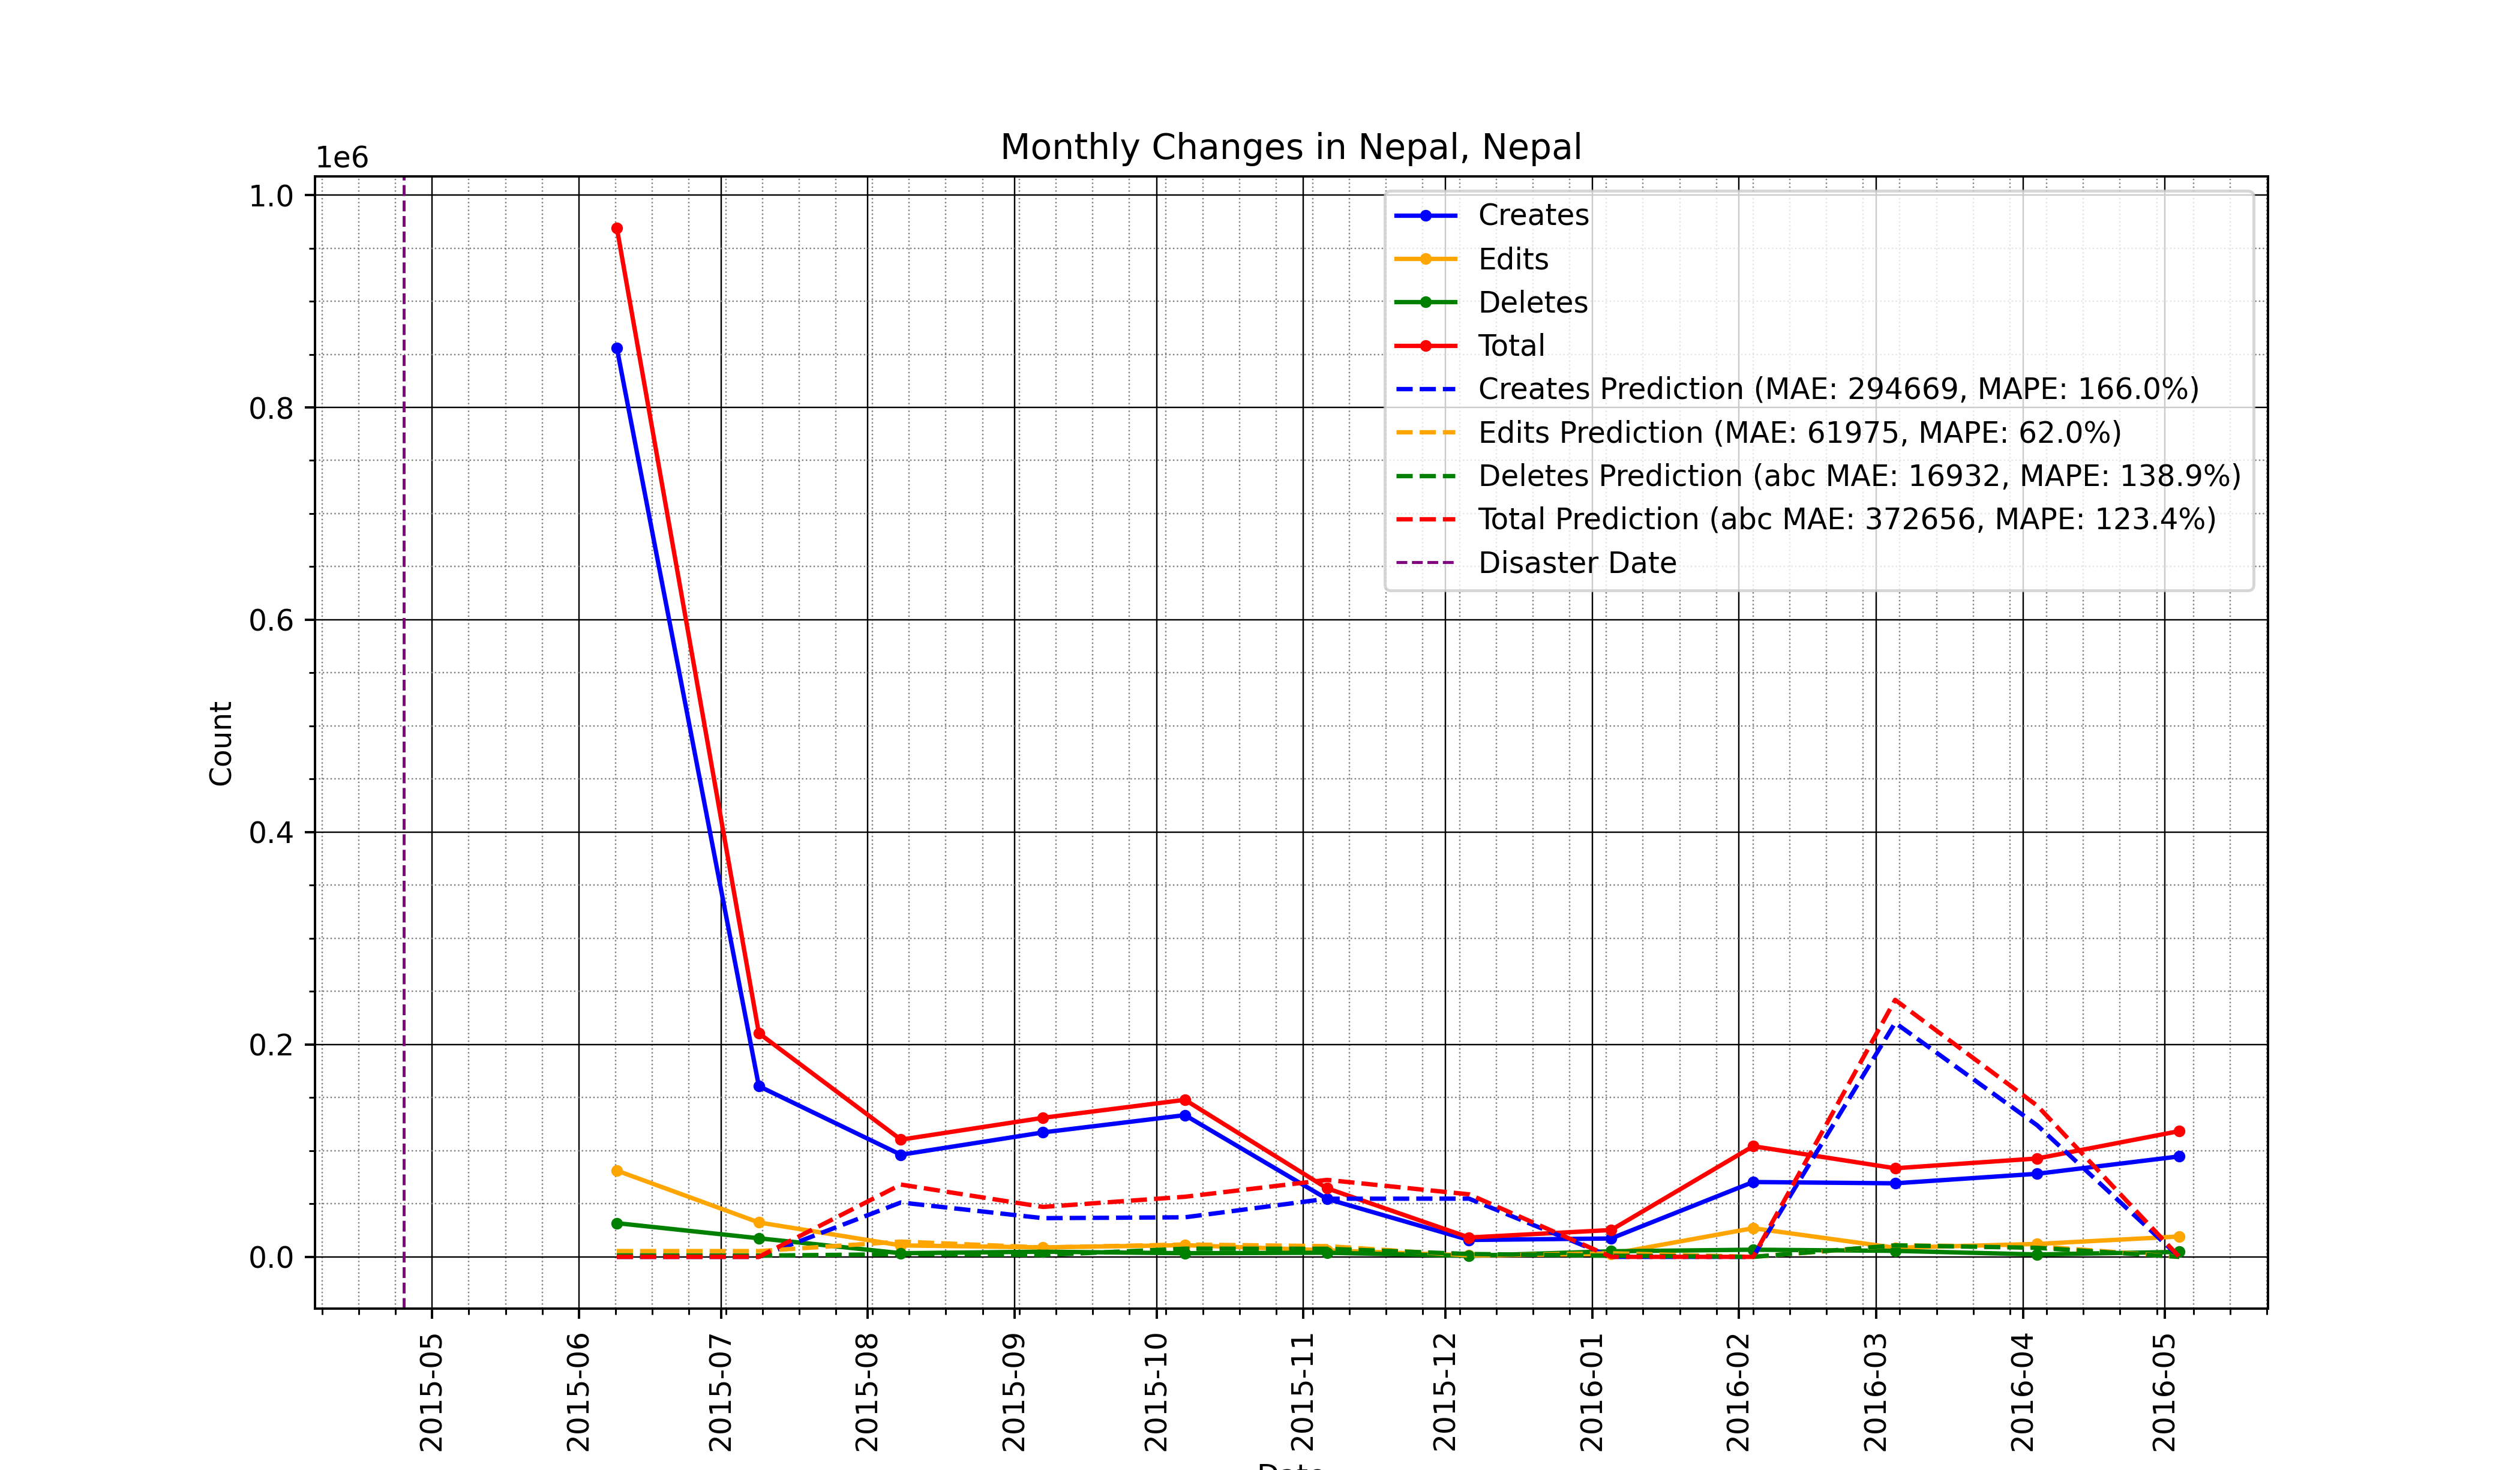 Monthly Changes in Nepal, Nepal
1e6
1.0
0.8
0.6
0.4
0.2
0.0
Count
Creates
Edits
Deletes
Total
Creates Prediction (MAE: 294669, MAPE: 166.0%)
Edits Prediction (MAE: 61975, MAPE: 62.0%)
Deletes Prediction (abc MAE: 16932, MAPE: 138.9%)
Total Prediction (abc MAE: 372656, MAPE: 123.4%)
Disaster Date
2015-05
2015-06
2015-07
2015-08
2015-09
2015-10
2015-11
2015-12
2016-01
2016-02
2016-03
2016-04
2016-05
Date